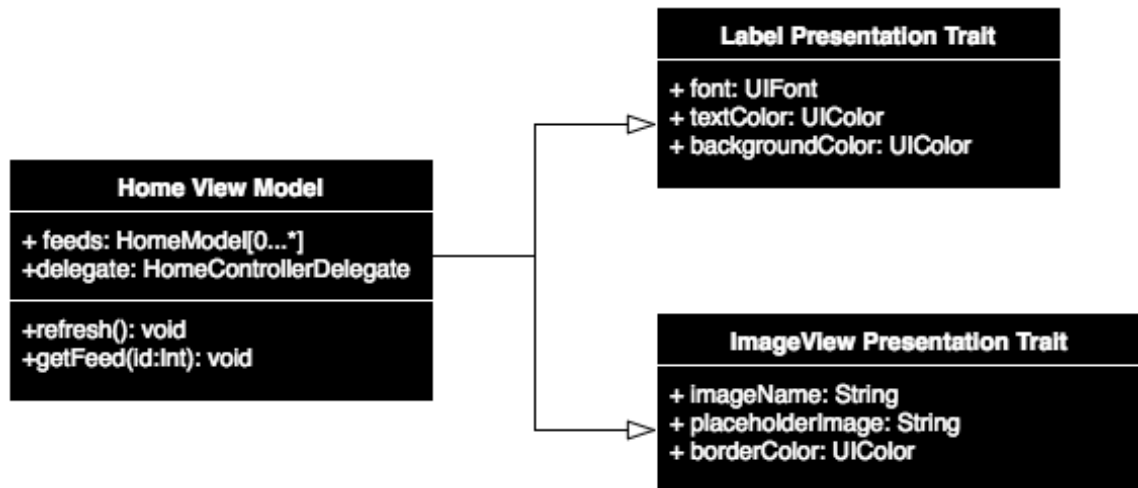 Label Presentation Trait
+ font: UIFont
+ textColor: UIColor
+ backgroundColor: UIColor
Home View Model
+ feeds: HomeModel[0...*]
+delegate: HomeControllerDelegate
+refresh(): void
+getFeed(id:Int): void
ImageView Presentation Trait
+ imageName: String
+ placeholderImage: String
+ borderColor: UIColor